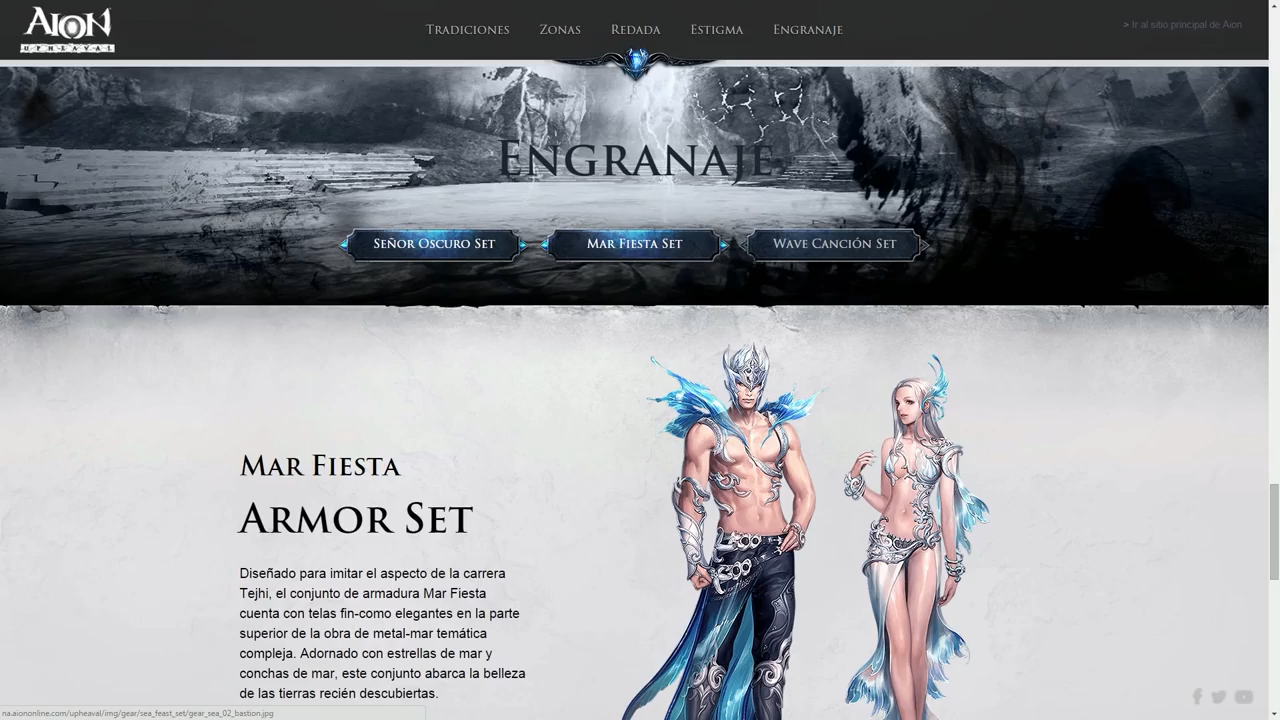 AION
UPHEAVAL
TRADICIONES
ZONAS
REDADA
ESTIGMA
ENGRANAJE
> Ir al sitio principal de Aion
ENGRANAJE
SEÑOR OSCURO SET
MAR FIESTA SET
WAVE CANCIÓN SET
MAR FIESTA
ARMOR SET
Diseñado para imitar el aspecto de la carrera
Tejhi, el conjunto de armadura Mar Fiesta
cuenta con telas fin-como elegantes en la parte
superior de la obra de metal-mar temática
compleja. Adornado con estrellas de mar y
conchas de mar, este conjunto abarca la belleza
de las tierras recién descubiertas.
na.aiononline.com/upheaval/img/gear/sea_feast_set/gear_sea_02_bastion.jpg